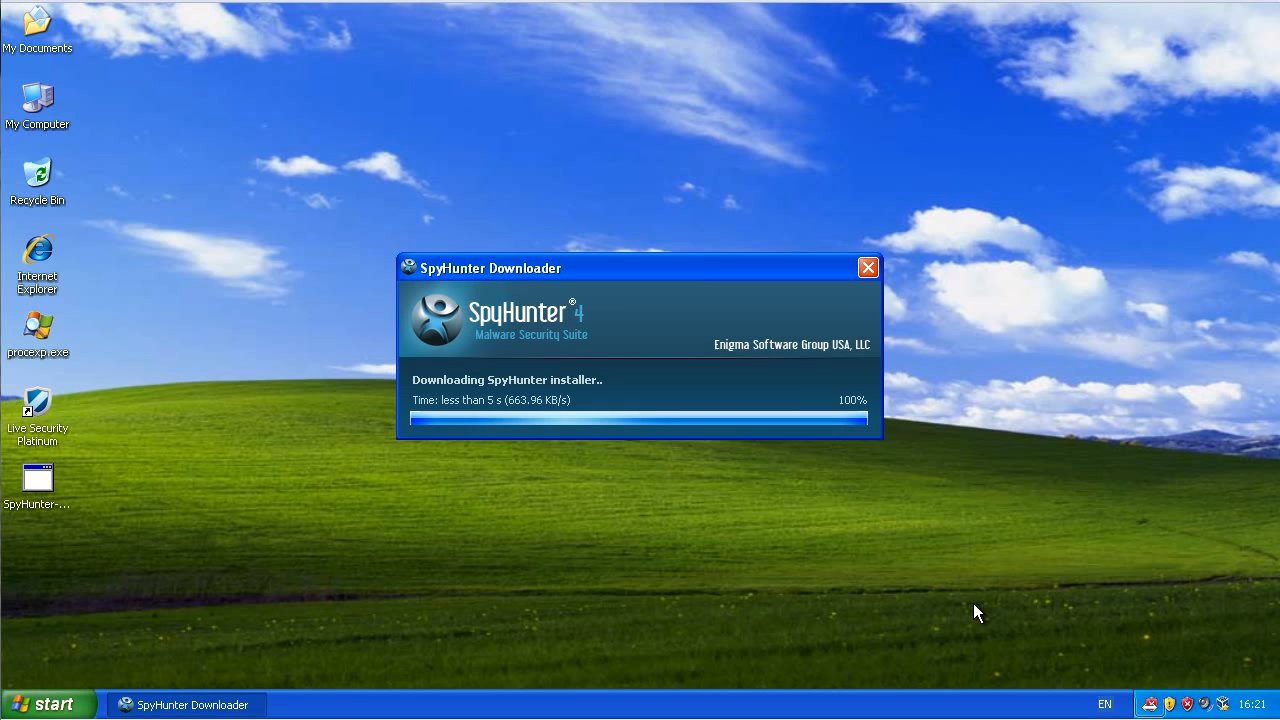 My Documents
My Computer
Recycle Bin
Internet
Explorer
procexp.exe
Live Security
Platinum
SpyHunter-...
SpyHunter Downloader
SpyHunter®4
Malware Security Suite
Enigma Software Group USA, LLC
Downloading SpyHunter installer..
Time: less than 5 s (663.96 KB/s)
100%
start
SpyHunter Downloader
EN
16:21